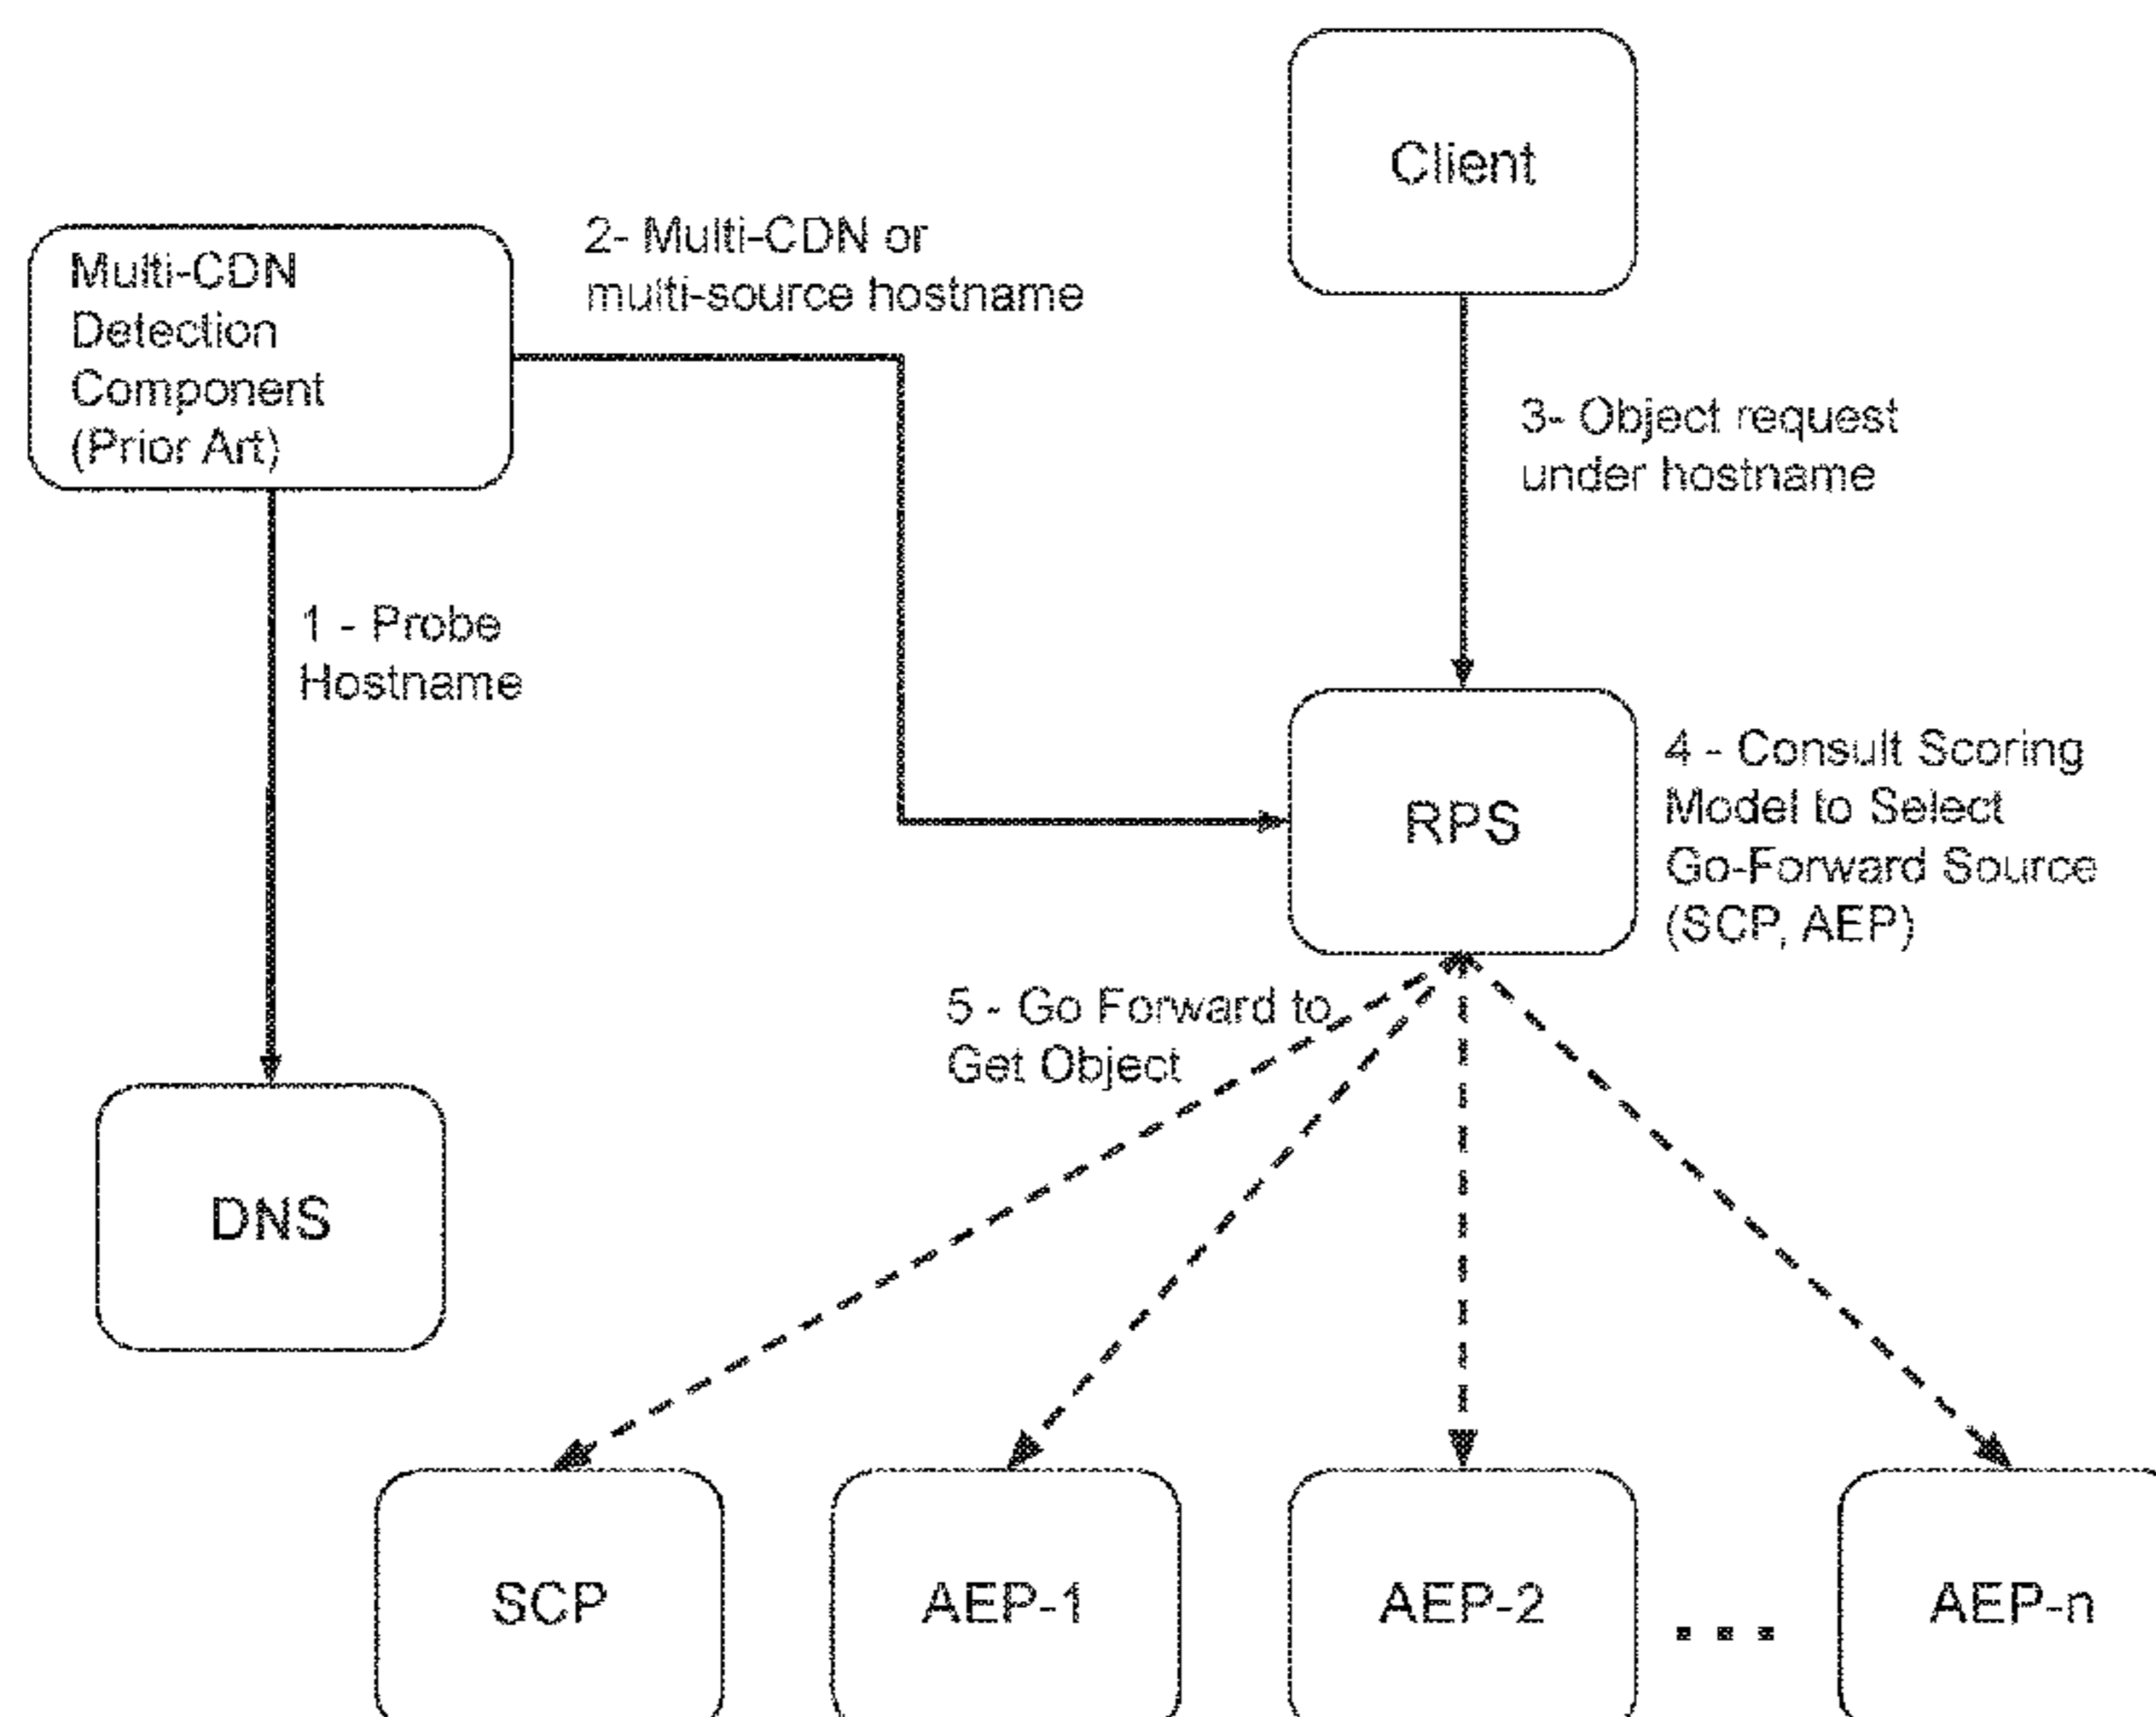 Client
Multi-CDN
Detection
Component
(Prior Art)
2- Multi-CDN or
multi-source hostname
3- Object request
under hostname
1 - Probe
Hostname
RPS
4 - Consult Scoring
Model to Select
Go-Forward Source
(SCP, AEP)
5 - Go Forward to
Get Object
DNS
SCP
AEP-1
AEP-2
...
AEP-n